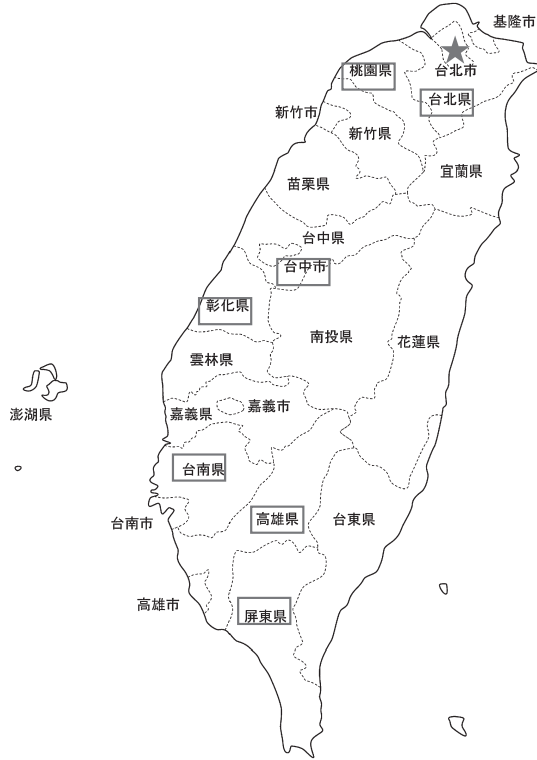 基隆市
台北市
桃園県
台北県
新竹市
新竹県
宜蘭県
苗栗県
台中県
台中市
彰化県
南投県
花蓮県
雲林県
嘉義県
嘉義市
澎湖県
台南県
台南市
高雄県
台東県
高雄市
屏東県